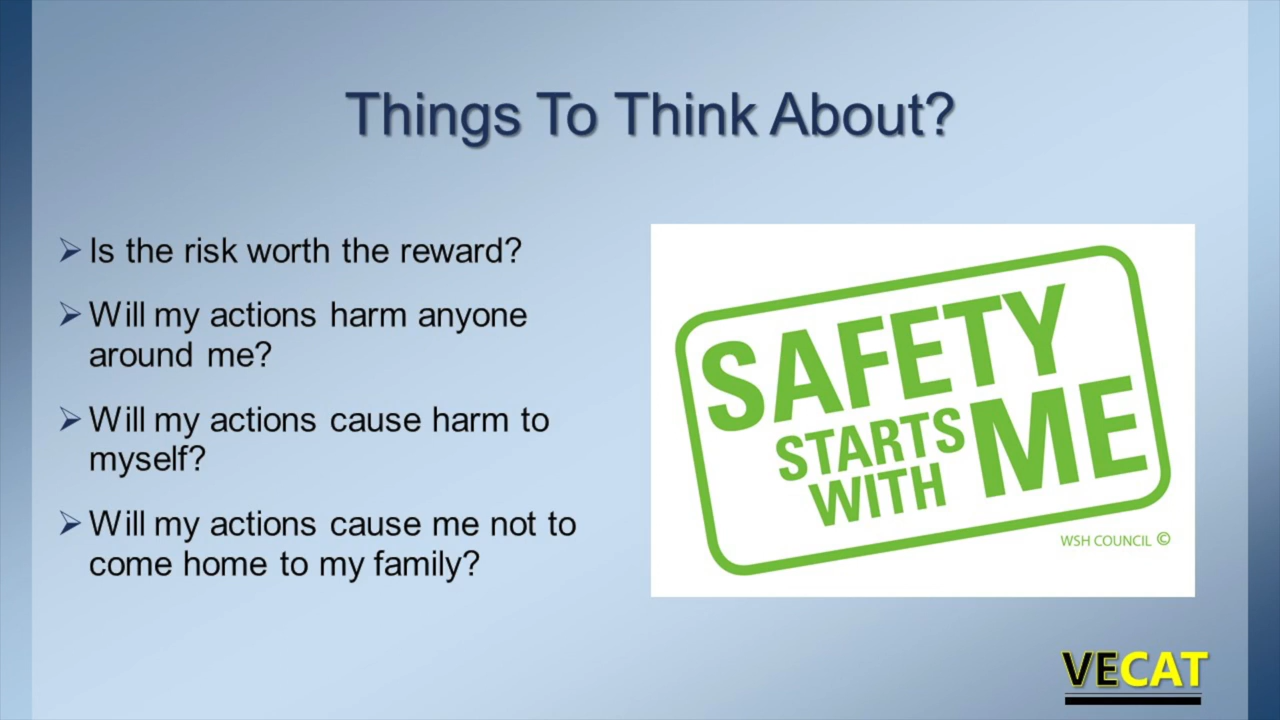 Things To Think About?
Is the risk worth the reward?
Will my actions harm anyone
around me?
Will my actions cause harm to
myself?
Will my actions cause me not to
come home to my family?
SAFETY
STARTS
WITH
ME
WSH COUNCIL ©
VECAT